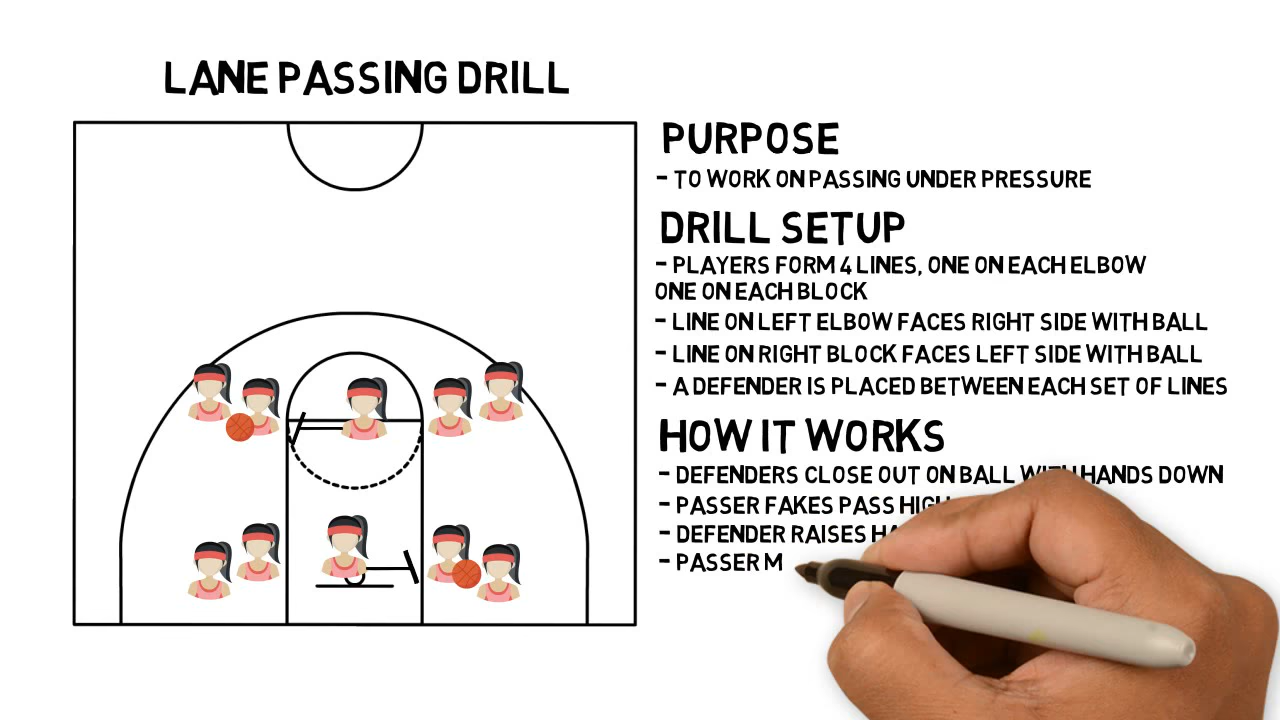 LANE PASSING DRILL
PURPOSE
- TO WORK ON PASSING UNDER PRESSURE
DRILL SETUP
- PLAYERS FORM 4 LINES, ONE ON EACH ELBOW
ONE ON EACH BLOCK
- LINE ON LEFT ELBOW FACES RIGHT SIDE WITH BALL
- LINE ON RIGHT BLOCK FACES LEFT SIDE WITH BALL
- A DEFENDER IS PLACED BETWEEN EACH SET OF LINES
HOW IT WORKS
- DEFENDERS CLOSE OUT ON BALL WITH HANDS DOWN
- PASSER FAKES PASS HIGH
- DEFENDER RAISES
- PASSER M